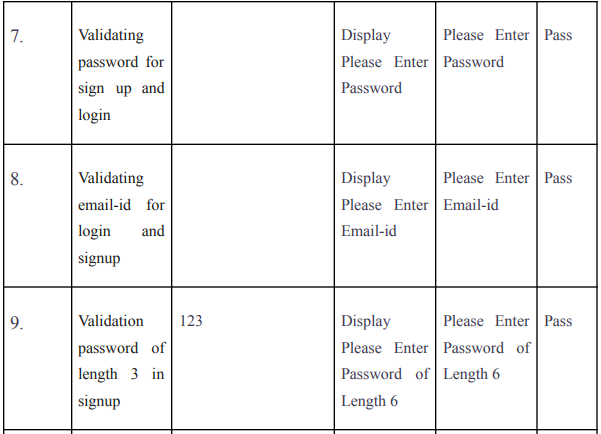 7. Validating Display Please Enter Pass
password for Please Enter Password
sign up and Password
login
8. Validating Display Please Enter Pass
email-id for Please Enter Email-id
login and Email-id
signup
9. Validation 123 Display Please Enter Pass
password of Please Enter Password of
length 3 in Password of Length 6
signup Length 6